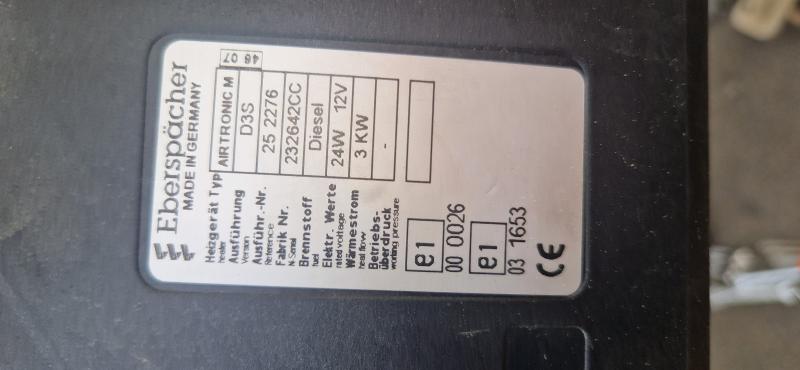 Eberspächer
MADE IN GERMANY
46 07
Heizgerät Typ AIRTRONIC M
heater
Ausführung D3S
Version
Ausführ.-Nr. 25 2276
Reference
Fabrik Nr. 232642CC
N-Serial
Brennstoff Diesel
fuel
Elektr. Werte 24W 12V
rated voltage
Wärmestrom 3 KW
heat flow
Betriebs-
überdruck -
working pressure
e1
00 0026
e1
03 1653
CE